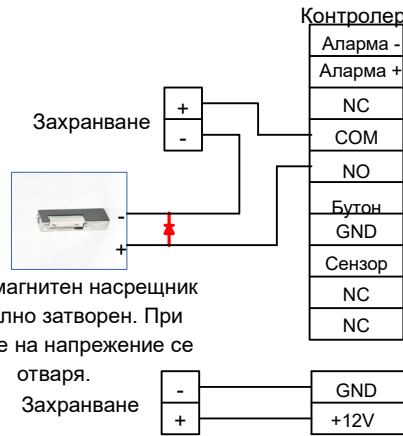 Контролер
Аларма -
Аларма +
NC
COM
NO
Бутон
GND
Сензор
NC
NC
Захранване
+
-
-
+
магнитен насрещник
лно затворен. При
е на напрежение се
отваря.
Захранване
-
+
GND
+12V